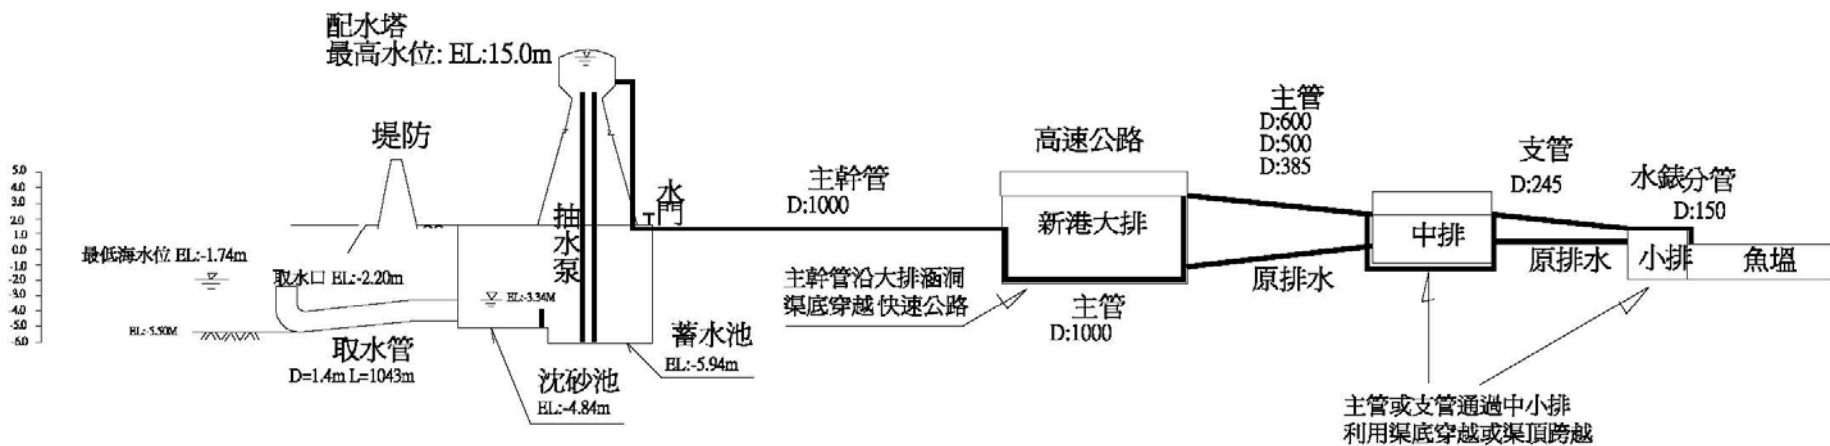 配水塔
最高水位: EL:15.0m
堤防
5.0
4.0
3.0
2.0
1.0
0.0
-1.0
-2.0
-3.0
-4.0
-5.0
-6.0
最低海水位 EL:-1.74m
取水口 EL:-2.20m
EL:-5.50M
取水管
D=1.4m L=1043m
EL:-3.34M
抽水泵
水門
沈砂池
EL:-4.84m
蓄水池
EL:-5.94m
主幹管
D:1000
高速公路
新港大排
主幹管沿大排涵洞
渠底穿越 快速公路
主管
D:1000
主管
D:600
D:500
D:385
原排水
中排
支管
D:245
原排水
水錶分管
D:150
小排
魚塭
主管或支管通過中小排
利用渠底穿越或渠頂跨越